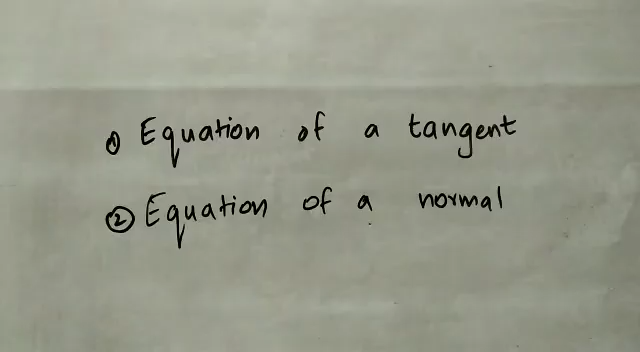 ① Equation of a tangent
② Equation of a normal